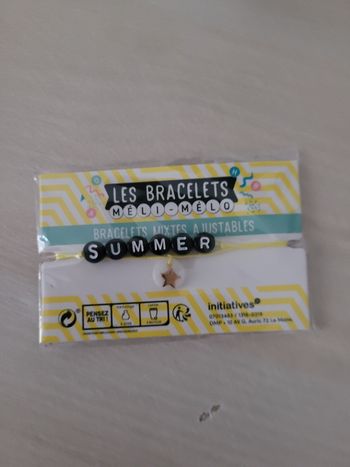 LES BRACELETS
MÉLI-MÉLO
BRACELETS MIXTES AJUSTABLES
SUMMER
PENSEZ
AU TRI !
initiatives